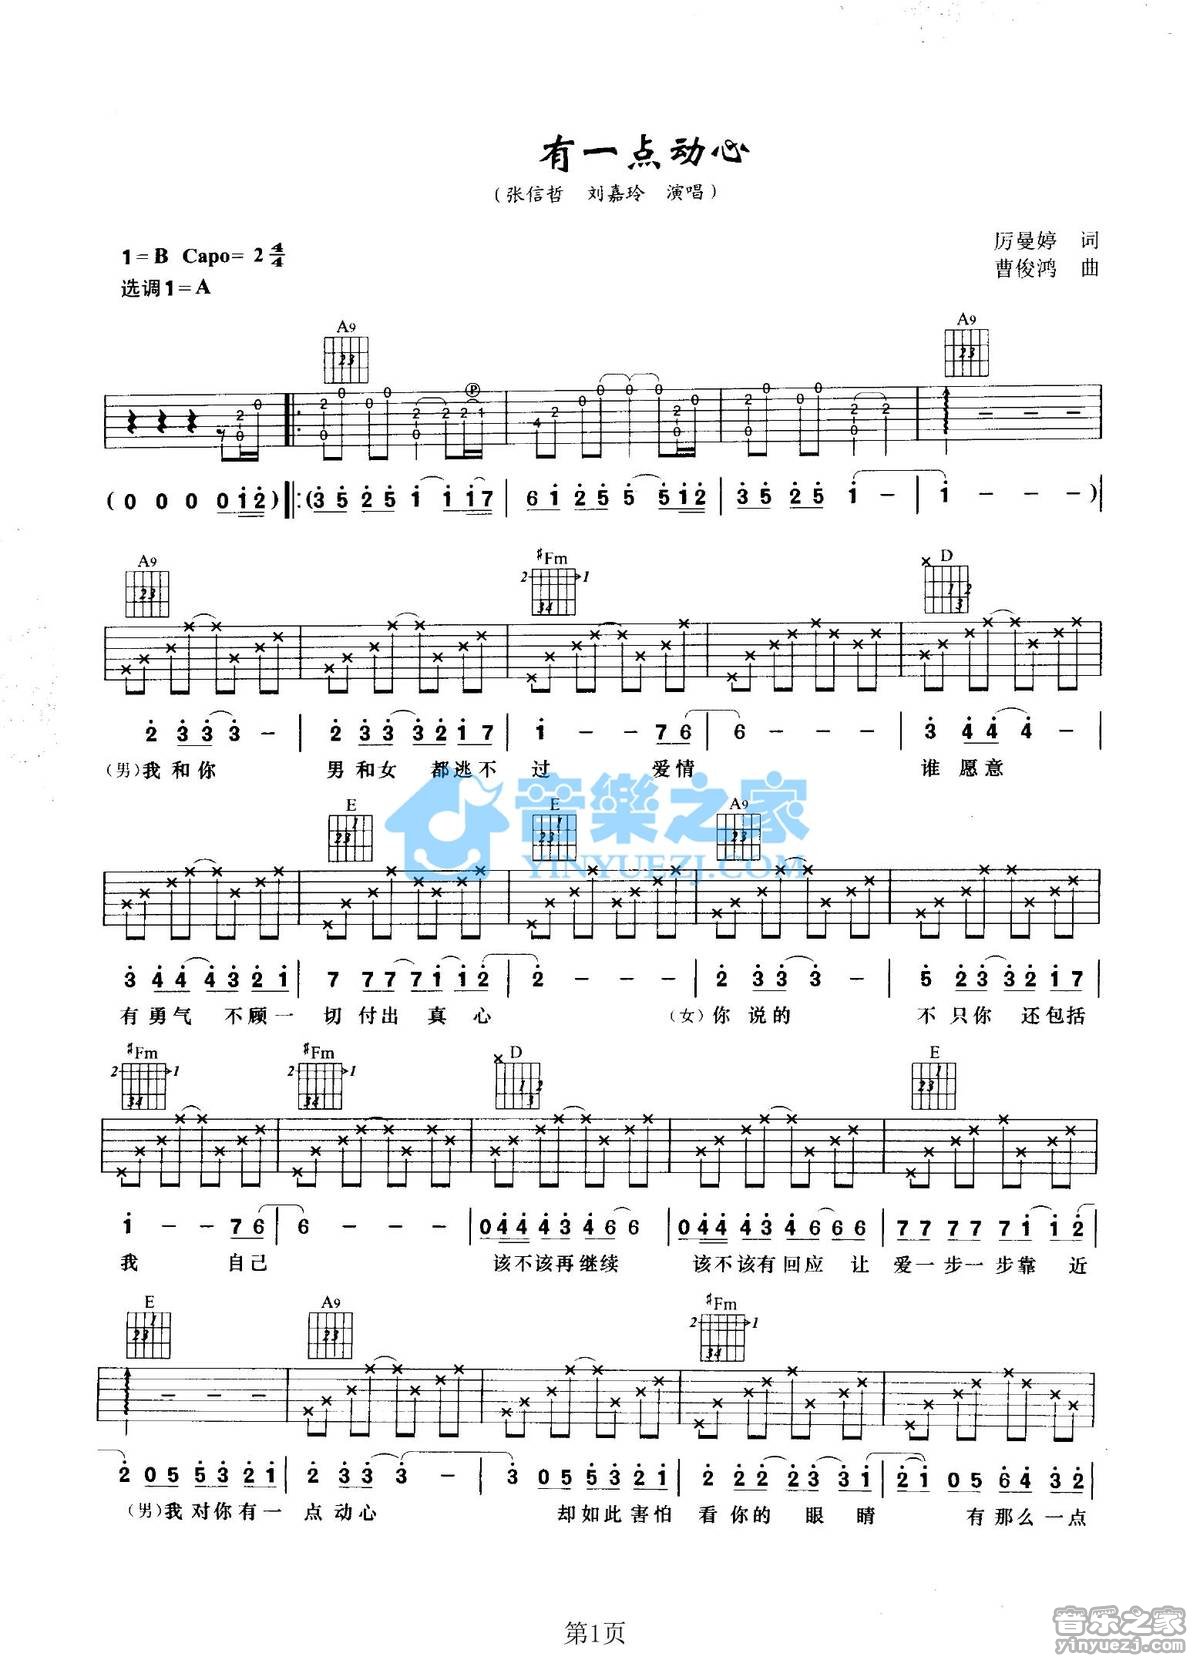 有一点动心
（张信哲 刘嘉玲 演唱）
厉曼婷 词
1=B Capo=2 4/4
曹俊鸿 曲
选调1=A
A9 A9
(0 0 0 0 1 2) ‖: (3 5 2 5 1 1 1 7 | 6 1 2 5 5 5 1 2 | 3 5 2 5 1 - | 1 - - -)
A9 #Fm D
2 3 3 3 - | 2 3 3 3 2 1 7 | 1 - - 7 6 | 6 - - - | 3 4 4 4 -
（男）我和你 男和女 都逃不 过 爱情 谁 愿意
E E A9
音樂之家
YINYUEZJ.COM
3 4 4 4 3 2 1 | 7 7 7 7 1 1 2 | 2 - - - | 2 3 3 3 - | 5 2 3 3 2 1 7
有勇气 不顾一 切 付出 真 心 （女）你 说的 不 只你 还包括
#Fm #Fm D E
1 - - 7 6 | 6 - - - | 0 4 4 4 3 4 6 6 | 0 4 4 4 3 4 6 6 6 | 7 7 7 7 7 1 1 2
我 自己 该不该再继续 该不该有回应 让 爱一步一步靠 近
E A9 #Fm
2 0 5 5 5 3 2 1 | 2 3 3 3 - | 3 0 5 5 5 3 2 1 | 2 2 2 2 3 3 1 | 2 1 0 5 6 4 3 2
（男）我对你有一 点动心 却如此害怕 看你的 眼 睛 有那么一点
第1页
音乐之家
yinyuezj.com